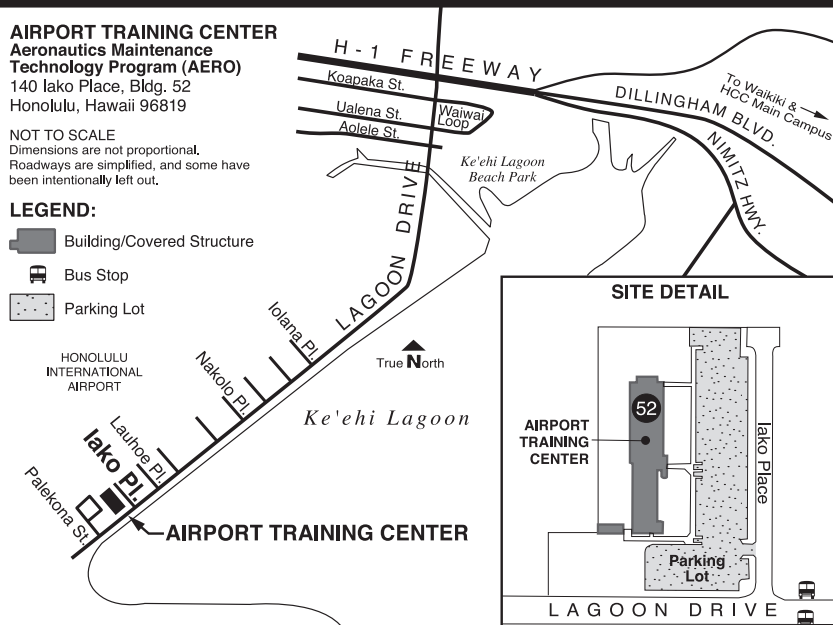 AIRPORT TRAINING CENTER
Aeronautics Maintenance
Technology Program (AERO)
140 Iako Place, Bldg. 52
Honolulu, Hawaii 96819
NOT TO SCALE
Dimensions are not proportional.
Roadways are simplified, and some have
been intentionally left out.
LEGEND:
Building/Covered Structure
Bus Stop
Parking Lot
H-1 FREEWAY
Koapaka St.
Ualena St.
Aolele St.
Waiwai
Loop
To Waikiki &
HCC Main Campus
DILLINGHAM BLVD.
NIMITZ HWY.
Ke'ehi Lagoon
Beach Park
LAGOON DRIVE
True North
HONOLULU
INTERNATIONAL
AIRPORT
Iolana Pl.
Nakolo Pl.
Lauhoe Pl.
Iako Pl.
Palekona St.
Ke'ehi Lagoon
AIRPORT TRAINING CENTER
SITE DETAIL
52
AIRPORT
TRAINING
CENTER
Iako Place
Parking
Lot
LAGOON DRIVE